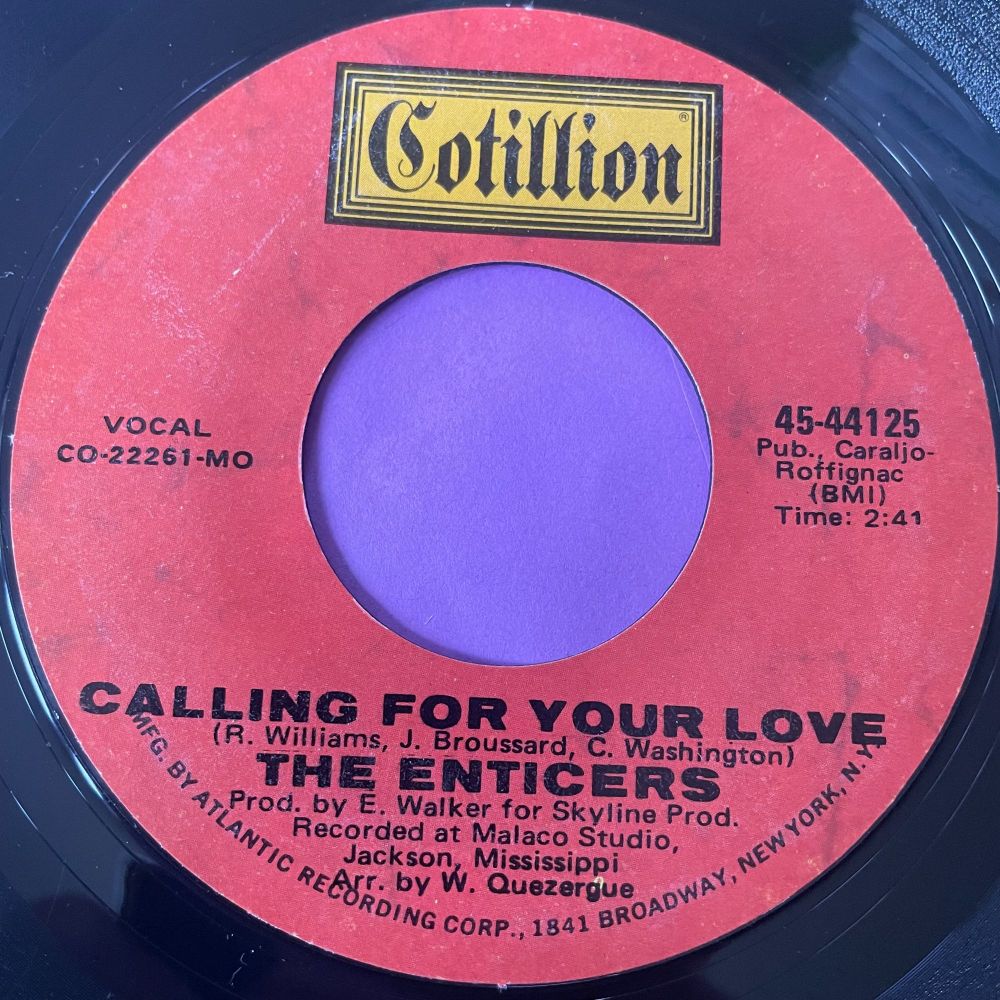 Cotillion®
VOCAL
CO-22261-MO
45-44125
Pub., Caraljo-
Roffignac
(BMI)
Time: 2:41
CALLING FOR YOUR LOVE
(R. Williams, J. Broussard, C. Washington)
THE ENTICERS
Prod. by E. Walker for Skyline Prod.
Recorded at Malaco Studio,
Jackson, Mississippi
Arr. by W. Quezergue
MFG. BY ATLANTIC RECORDING CORP., 1841 BROADWAY, NEW YORK, N.Y.